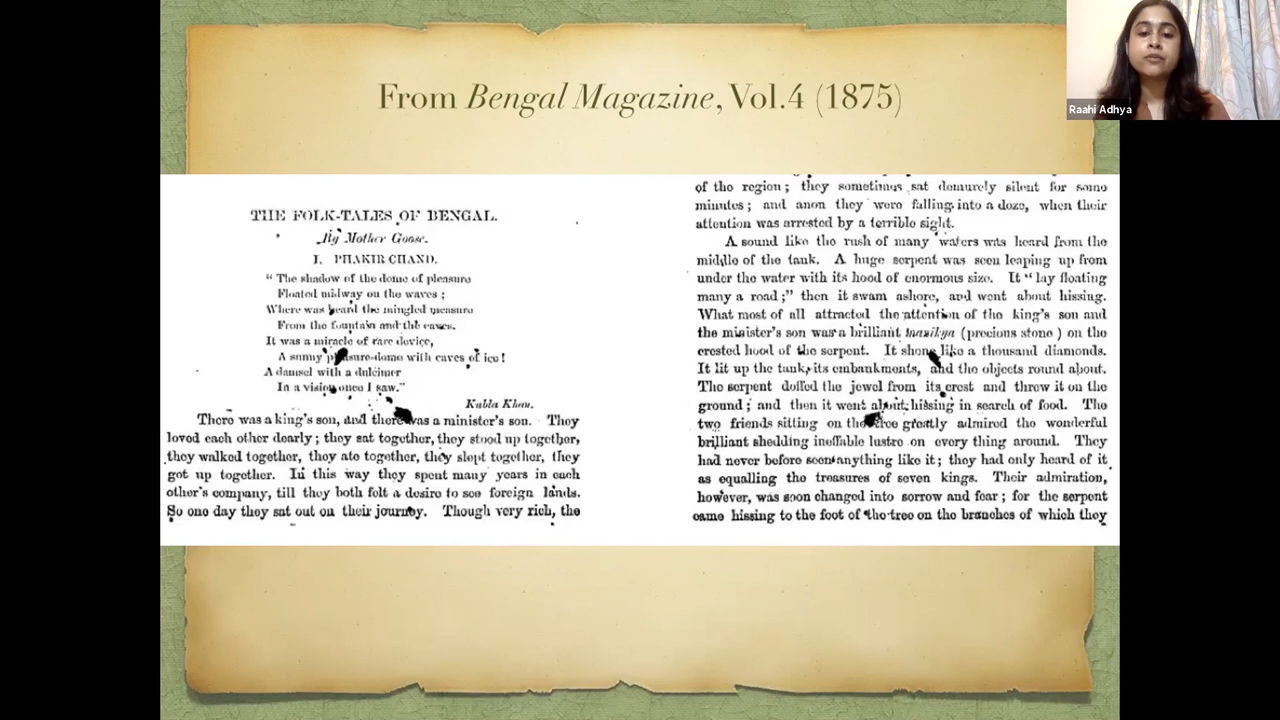 From Bengal Magazine, Vol.4 (1875)
Raahi Adhya
THE FOLK-TALES OF BENGAL.
By Mother Goose.
I. PHAKIR CHAND.
“ The shadow of the dome of pleasure
Floated midway on the waves ;
Where was heard the mingled measure
From the fountain and the caves.
It was a miracle of rare device,
A sunny pleasure-dome with caves of ice !
A damsel with a dulcimer
In a vision once I saw.”
Kubla Khan.
There was a king's son, and there was a minister's son. They
loved each other dearly ; they sat together, they stood up together,
they walked together, they ate together, they slept together, they
got up together. In this way they spent many years in each
other's company, till they both felt a desire to see foreign lands.
So one day they sat out on their journey. Though very rich, the
of the region ; they sometimes sat demurely silent for some
minutes ; and anon they were falling into a doze, when their
attention was arrested by a terrible sight.
A sound like the rush of many waters was heard from the
middle of the tank. A huge serpent was seen leaping up from
under the water with its hood of enormous size. It “ lay floating
many a road ;” then it swam ashore, and went about hissing.
What most of all attracted the attention of the king's son and
the minister's son was a brilliant manikya (precious stone ) on the
crested hood of the serpent. It shone like a thousand diamonds.
It lit up the tank, its embankments, and the objects round about.
The serpent doffed the jewel from its crest and threw it on the
ground ; and then it went about hissing in search of food. The
two friends sitting on the tree greatly admired the wonderful
brilliant shedding ineffable lustre on every thing around. They
had never before seen anything like it ; they had only heard of it
as equalling the treasures of seven kings. Their admiration,
however, was soon changed into sorrow and fear ; for the serpent
came hissing to the foot of the tree on the branches of which they